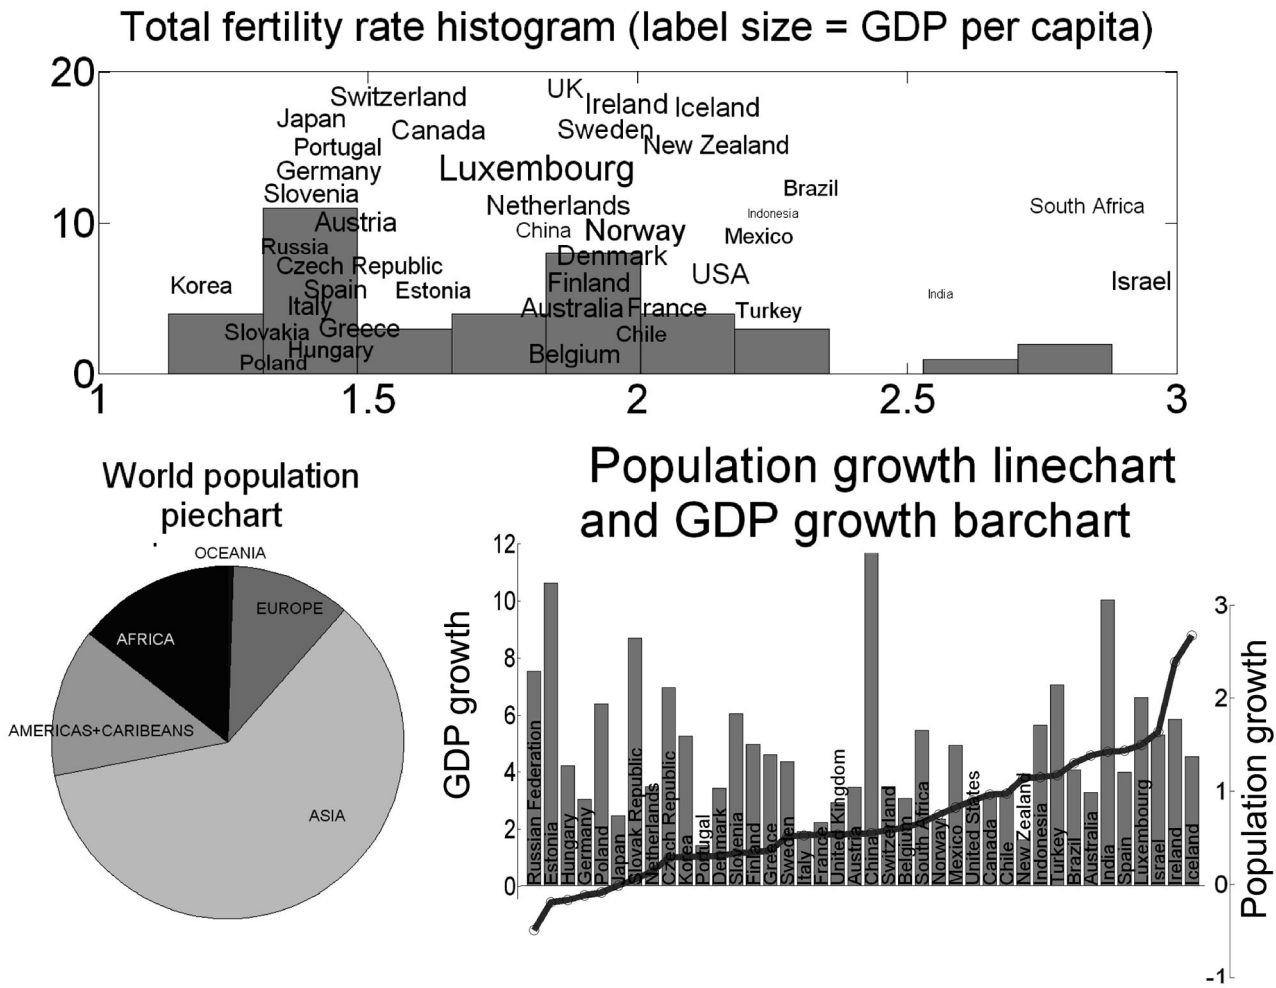 Total fertility rate histogram (label size = GDP per capita)
20
10
0
1
1.5
2
2.5
3
Switzerland
UK
Ireland
Iceland
Japan
Canada
Sweden
Portugal
New Zealand
Germany
Luxembourg
Slovenia
Brazil
Netherlands
Indonesia
South Africa
Austria
China
Norway
Mexico
Russia
Denmark
Czech Republic
USA
Korea
Spain
Estonia
Finland
Israel
India
Italy
Australia
France
Turkey
Slovakia
Greece
Chile
Hungary
Belgium
Poland
World population
piechart
OCEANIA
EUROPE
AFRICA
AMERICAS+CARIBEANS
ASIA
Population growth linechart
and GDP growth barchart
GDP growth
12
10
8
6
4
2
0
Russian Federation
Estonia
Hungary
Germany
Poland
Japan
Slovak Republic
Netherlands
Czech Republic
Korea
Portugal
Denmark
Slovenia
Finland
Greece
Sweden
Italy
France
United Kingdom
Austria
China
Switzerland
Belgium
South Africa
Norway
Mexico
United States
Canada
Chile
New Zealand
Indonesia
Turkey
Brazil
Australia
India
Spain
Luxembourg
Israel
Ireland
Iceland
3
2
1
0
-1
Population growth